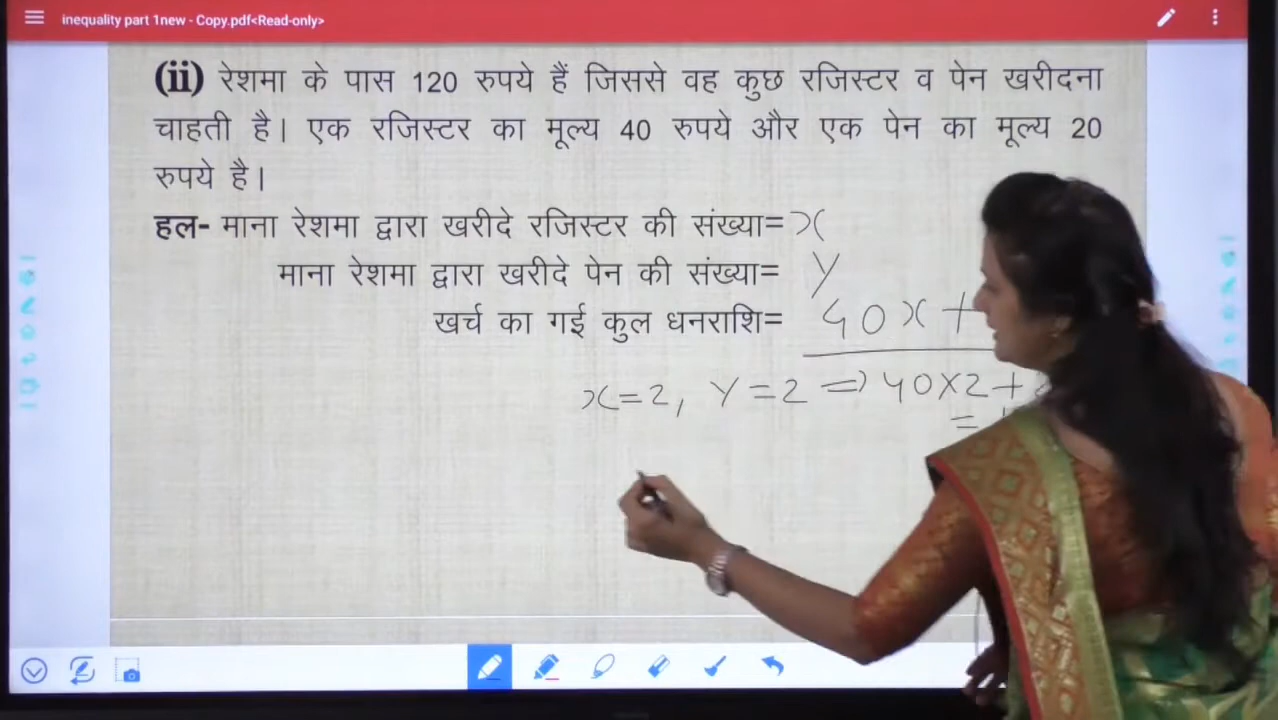 inequality part 1new - Copy.pdf<Read-only>
(ii) रेशमा के पास 120 रुपये हैं जिससे वह कुछ रजिस्टर व पेन खरीदना
चाहती है। एक रजिस्टर का मूल्य 40 रुपये और एक पेन का मूल्य 20
रुपये है।
हल- माना रेशमा द्वारा खरीदे रजिस्टर की संख्या= x
माना रेशमा द्वारा खरीदे पेन की संख्या= y
खर्च का गई कुल धनराशि= 40x +
x=2, y=2 => 40x2+
=